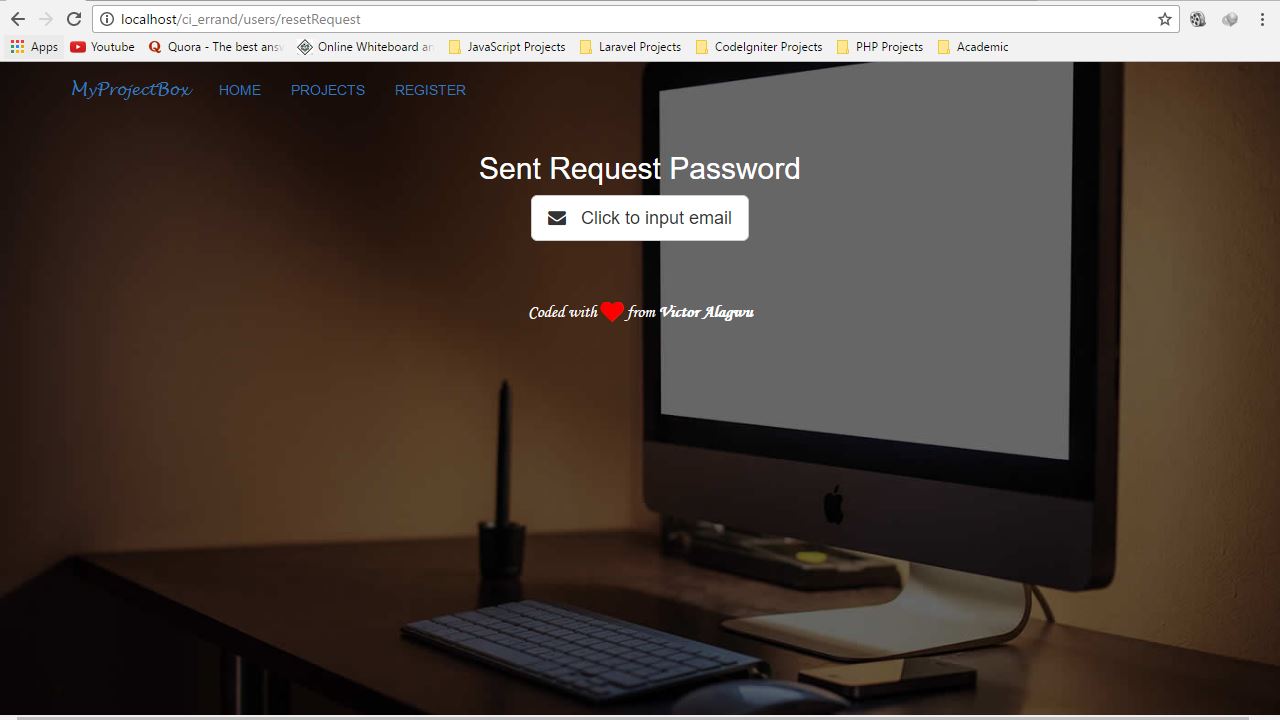 localhost/ci_errand/users/resetRequest
Apps Youtube Quora - The best ans Online Whiteboard an JavaScript Projects Laravel Projects CodeIgniter Projects PHP Projects Academic
MyProjectBox HOME PROJECTS REGISTER
Sent Request Password
Click to input email
Coded with from Victor Alagwu